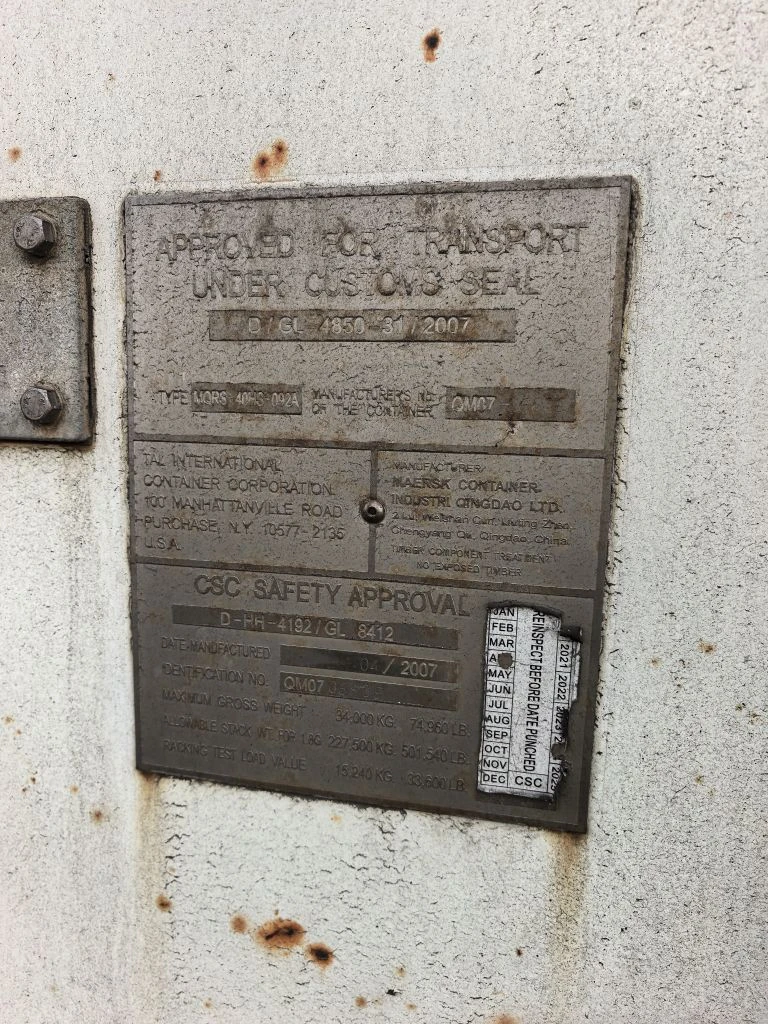 APPROVED FOR TRANSPORT
UNDER CUSTOMS SEAL
D/GL 4850-31/2007
TYPE MQRS-40HS-092A
MANUFACTURER'S NO.
OF THE CONTAINER
QM07
TAL INTERNATIONAL
CONTAINER CORPORATION
100 MANHATTANVILLE ROAD
PURCHASE, N.Y. 10577-2135
U.S.A.
MANUFACTURER
MAERSK CONTAINER
INDUSTRI QINGDAO LTD.
Chengyang Qu, Qingdao, China
TIMBER COMPONENT TREATMENT
NO EXPOSED TIMBER
CSC SAFETY APPROVAL
D-HH-4192/GL 8412
DATE MANUFACTURED 04/2007
IDENTIFICATION NO. QM07
MAXIMUM GROSS WEIGHT 34,000 KG. 74,960 LB.
ALLOWABLE STACK WT. FOR 1.8G 227,500 KG. 501,540 LB.
RACKING TEST LOAD VALUE 15,240 KG. 33,600 LB.
JAN
FEB
MAR
MAY
JUN
JUL
AUG
SEP
OCT
NOV
DEC
REINSPECT BEFORE DATE PUNCHED
CSC
2021 2022